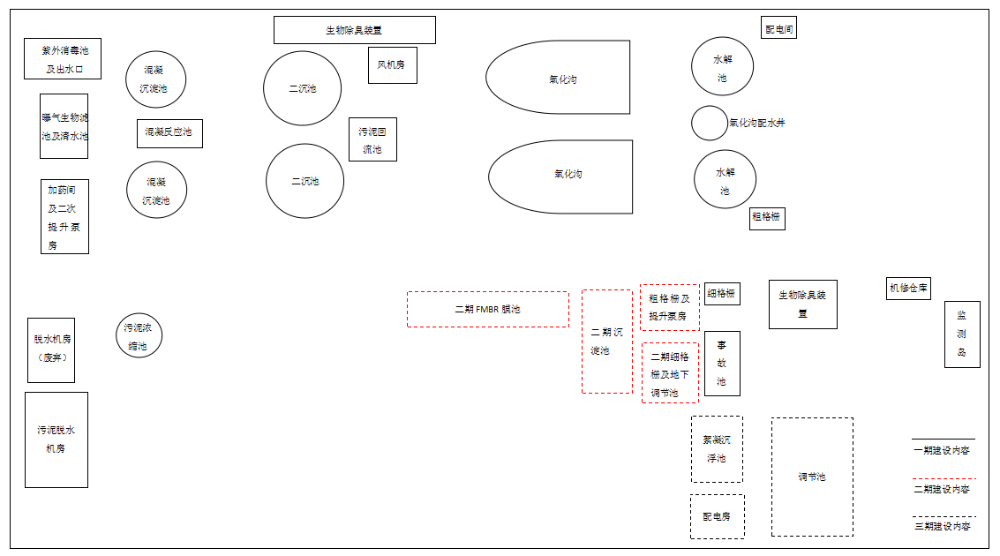 生物除臭装置
配电间
紫外消毒池
及出水口
混凝
沉淀池
二沉池
风机房
氧化沟
水解
池
曝气生物滤
池及清水池
混凝反应池
污泥回
流池
氧化沟配水井
加药间
及二次
提升泵
房
混凝
沉淀池
二沉池
氧化沟
水解
池
粗格栅
二期FMBR膜池
二期沉
淀池
粗格栅及
提升泵房
细格栅
生物除臭装
置
机修仓库
监
测
岛
脱水机房
（废弃）
污泥浓
缩池
二期细格
栅及地下
调节池
事
故
池
污泥脱水
机房
絮凝沉
浮池
调节池
配电房
一期建设内容
二期建设内容
三期建设内容